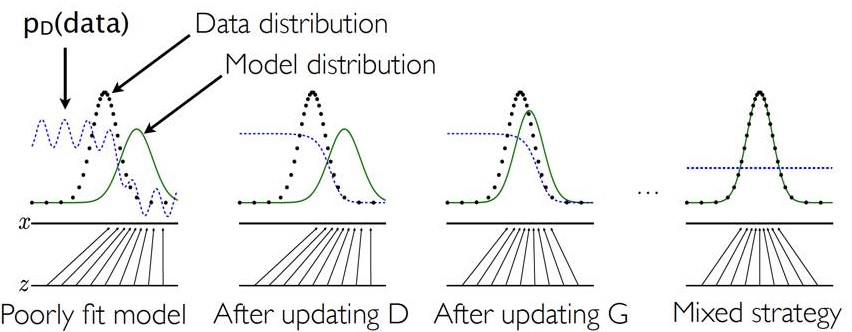 p_D(data)
Data distribution
Model distribution
...
x
z
Poorly fit model
After updating D
After updating G
Mixed strategy